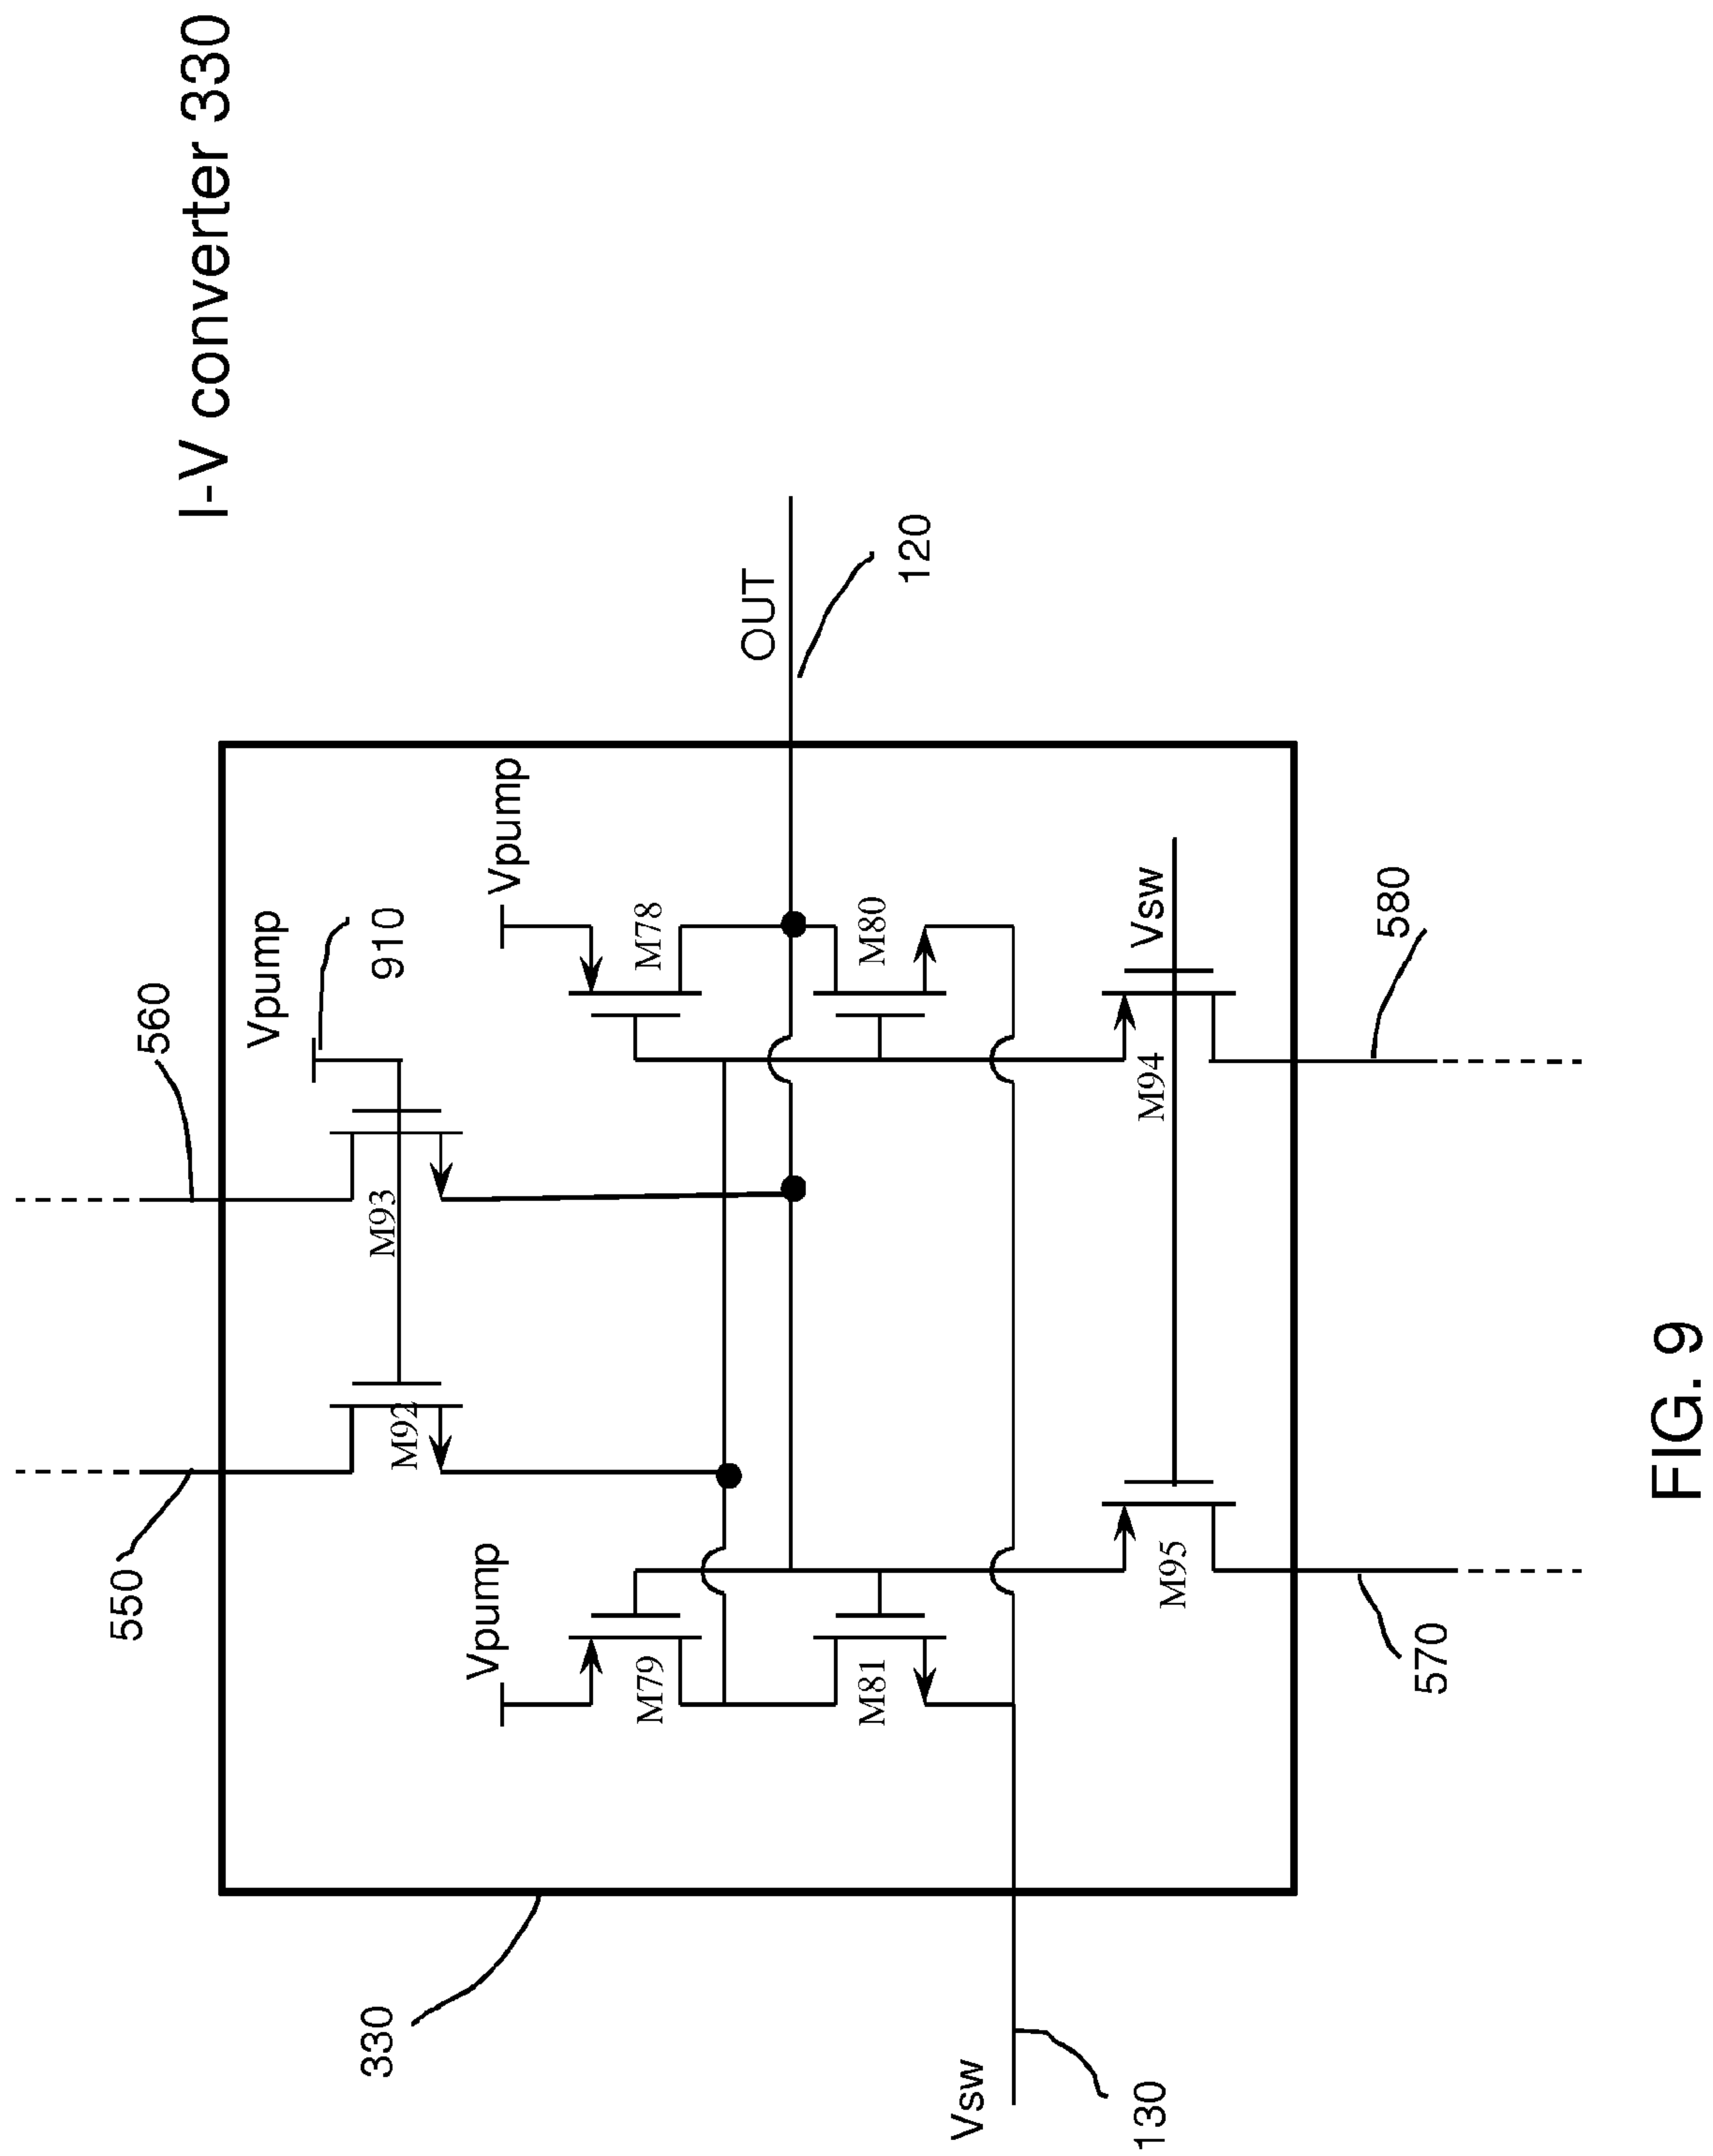 I-V converter 330
560
Vpump
910
550
M93
M92
Vpump
Vpump
M78
M79
OUT
120
M80
M81
Vsw
M94
M95
580
570
330
Vsw
130
FIG. 9